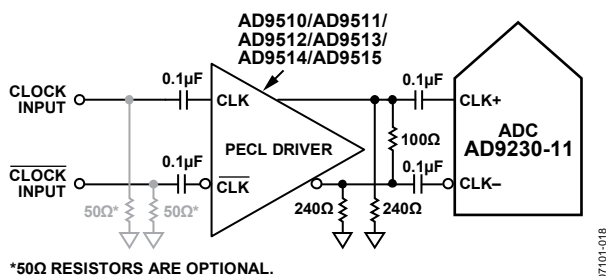 AD9510/AD9511/
AD9512/AD9513/
AD9514/AD9515
CLOCK
INPUT
0.1µF
CLK
0.1µF
CLK+
ADC
AD9230-11
PECL DRIVER
100Ω
CLOCK
INPUT
0.1µF
CLK
0.1µF
CLK–
50Ω*
50Ω*
240Ω
240Ω
*50Ω RESISTORS ARE OPTIONAL.
07101-018